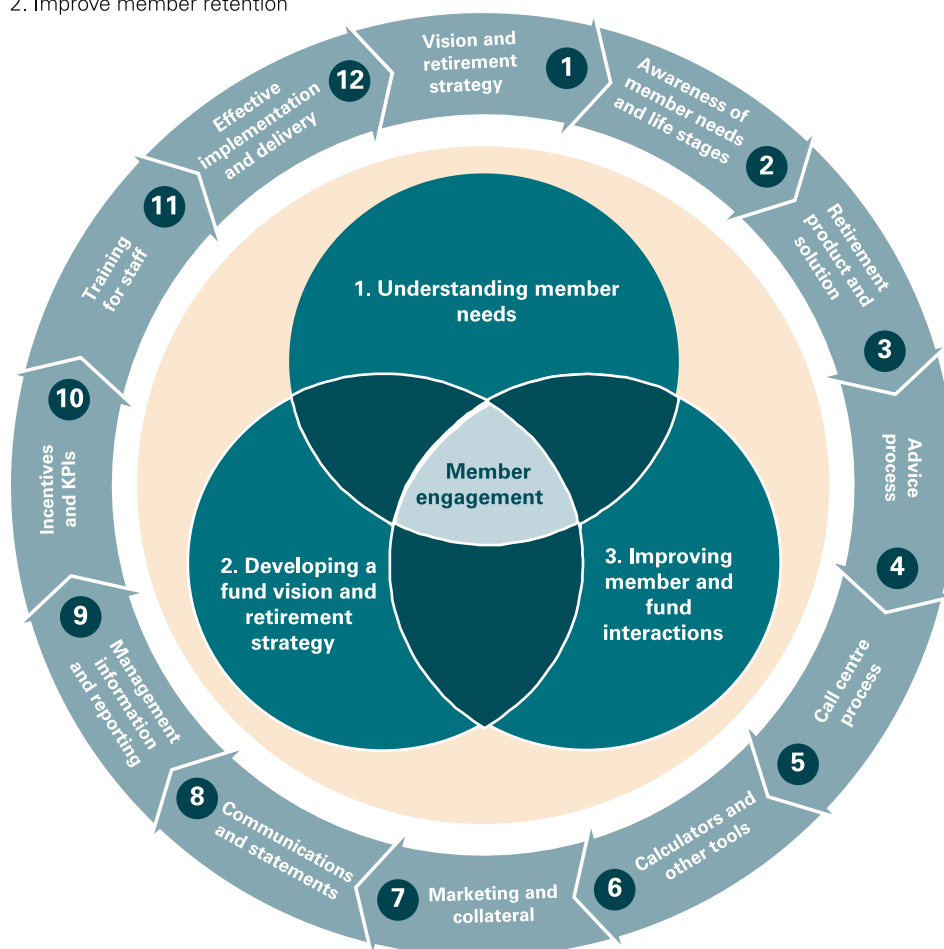 2. Improve member retention
Vision and
retirement
strategy
1
Awareness of
member needs
and life stages
2
Retirement
product and
solution
3
Advice
process
4
Call centre
process
5
Calculators and
other tools
6
Marketing and
collateral
7
Communications
and statements
8
Management
information
and reporting
9
Incentives
and KPIs
10
Training
for staff
11
Effective
implementation
and delivery
12
1. Understanding member
needs
Member
engagement
2. Developing a
fund vision and
retirement
strategy
3. Improving
member and
fund
interactions